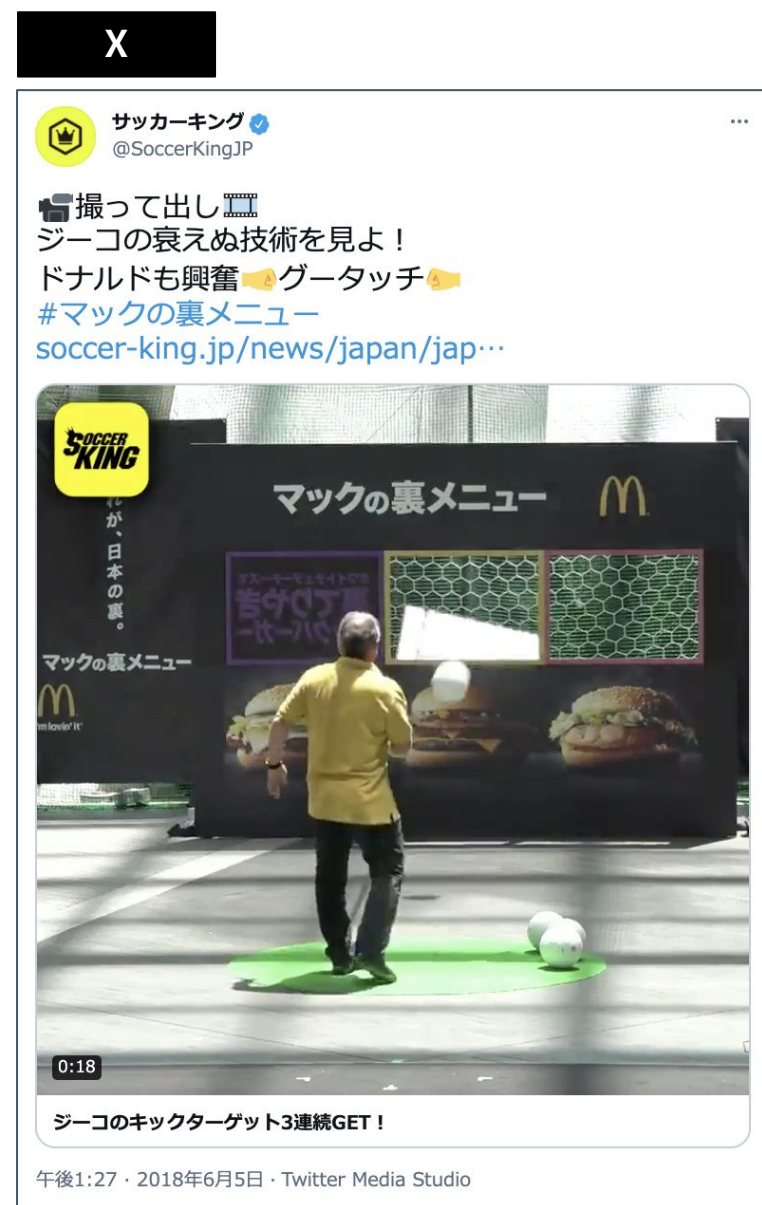 X
サッカーキング
@SoccerKingJP
📹撮って出し🎞
ジーコの衰えぬ技術を見よ！
ドナルドも興奮🤜グータッチ🤛
#マックの裏メニュー
soccer-king.jp/news/japan/jap…
SOCCER
KING
れが、日本の裏。
マックの裏メニュー
i'm lovin' it
マックの裏メニュー
0:18
ジーコのキックターゲット3連続GET！
午後1:27 · 2018年6月5日 · Twitter Media Studio